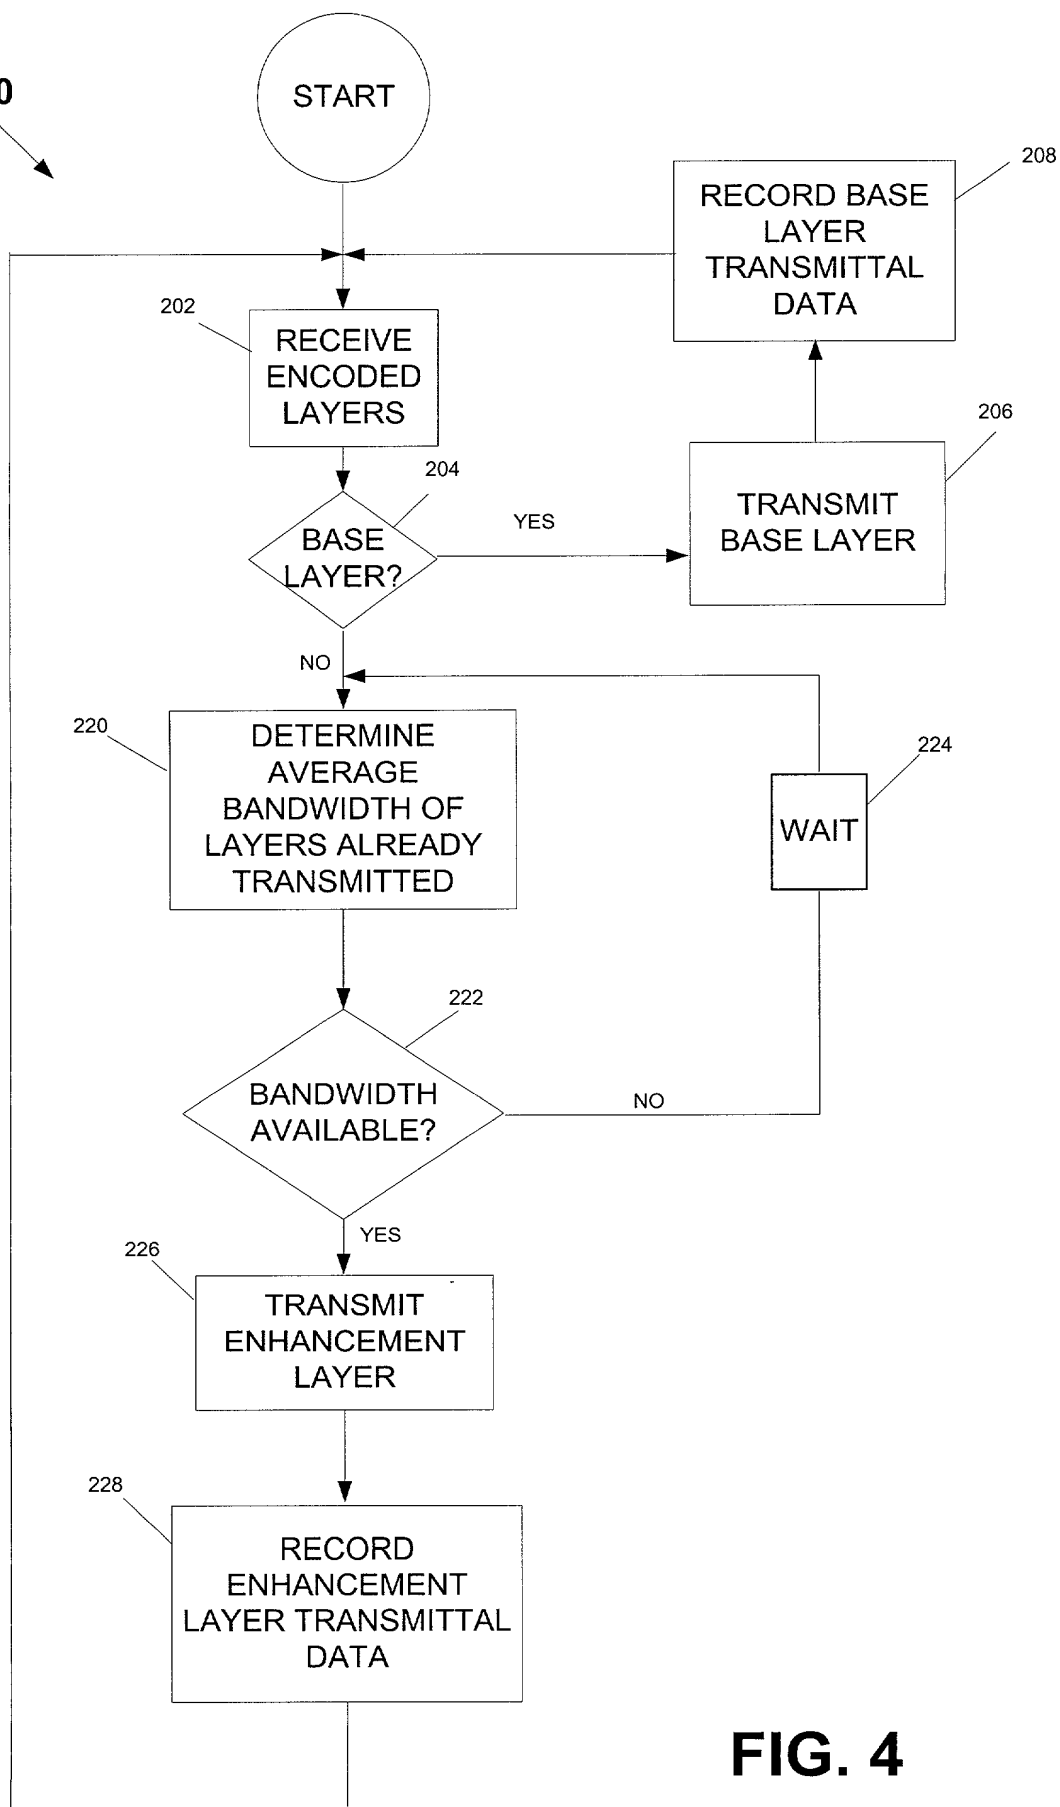 START
0
208
RECORD BASE
LAYER
TRANSMITTAL
DATA
202
RECEIVE
ENCODED
LAYERS
206
204
TRANSMIT
BASE LAYER
YES
BASE
LAYER?
NO
220
DETERMINE
AVERAGE
BANDWIDTH OF
LAYERS ALREADY
TRANSMITTED
224
WAIT
222
BANDWIDTH
AVAILABLE?
NO
YES
226
TRANSMIT
ENHANCEMENT
LAYER
228
RECORD
ENHANCEMENT
LAYER TRANSMITTAL
DATA
FIG. 4